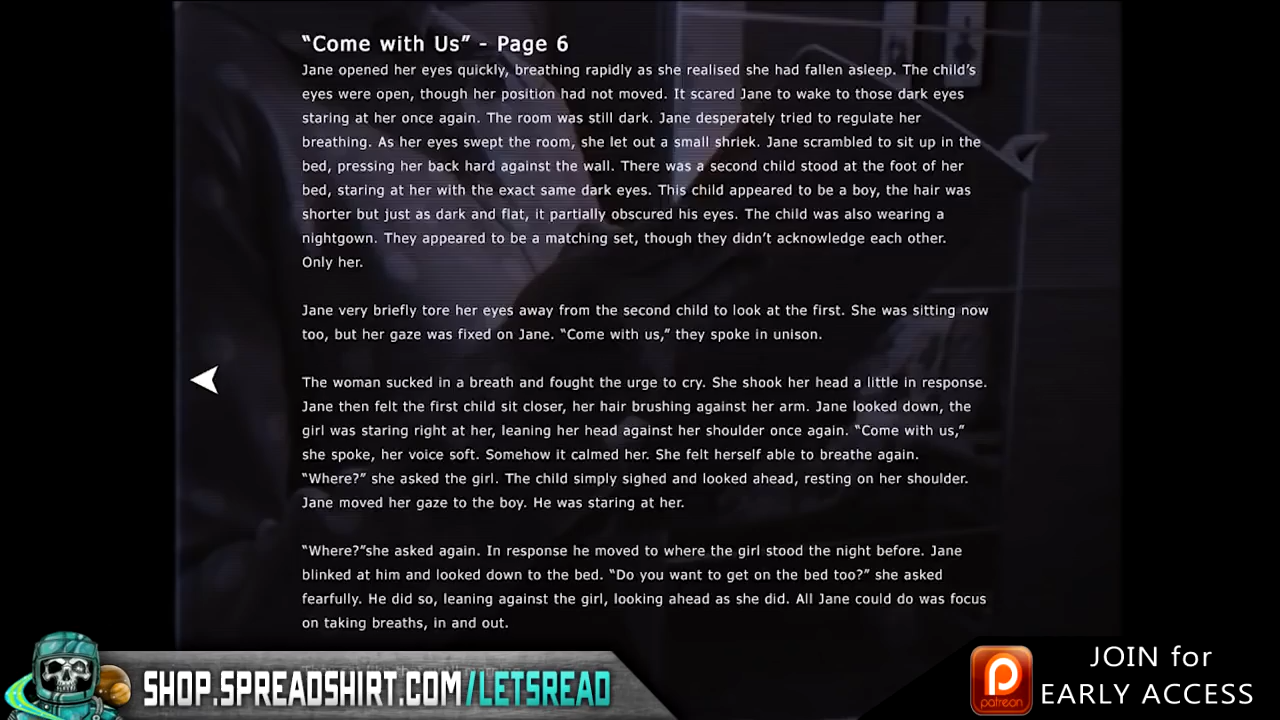 “Come with Us” - Page 6
Jane opened her eyes quickly, breathing rapidly as she realised she had fallen asleep. The child’s
eyes were open, though her position had not moved. It scared Jane to wake to those dark eyes
staring at her once again. The room was still dark. Jane desperately tried to regulate her
breathing. As her eyes swept the room, she let out a small shriek. Jane scrambled to sit up in the
bed, pressing her back hard against the wall. There was a second child stood at the foot of her
bed, staring at her with the exact same dark eyes. This child appeared to be a boy, the hair was
shorter but just as dark and flat, it partially obscured his eyes. The child was also wearing a
nightgown. They appeared to be a matching set, though they didn’t acknowledge each other.
Only her.
Jane very briefly tore her eyes away from the second child to look at the first. She was sitting now
too, but her gaze was fixed on Jane. “Come with us,” they spoke in unison.
The woman sucked in a breath and fought the urge to cry. She shook her head a little in response.
Jane then felt the first child sit closer, her hair brushing against her arm. Jane looked down, the
girl was staring right at her, leaning her head against her shoulder once again. “Come with us,”
she spoke, her voice soft. Somehow it calmed her. She felt herself able to breathe again.
“Where?” she asked the girl. The child simply sighed and looked ahead, resting on her shoulder.
Jane moved her gaze to the boy. He was staring at her.
“Where?”she asked again. In response he moved to where the girl stood the night before. Jane
blinked at him and looked down to the bed. “Do you want to get on the bed too?” she asked
fearfully. He did so, leaning against the girl, looking ahead as she did. All Jane could do was focus
on taking breaths, in and out.
SHOP.SPREADSHIRT.COM/LETSREAD
patreon
JOIN for
EARLY ACCESS